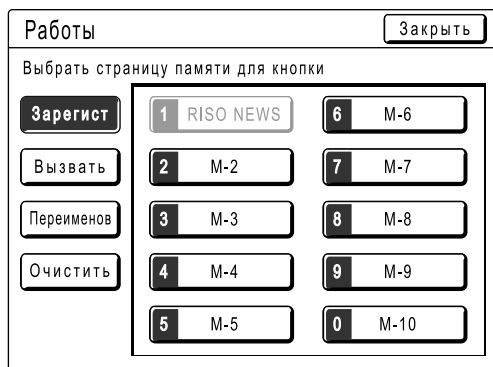 Работы Закрыть
Выбрать страницу памяти для кнопки
Зарегист 1 RISO NEWS 6 M-6
Вызвать 2 M-2 7 M-7
Переименов 3 M-3 8 M-8
Очистить 4 M-4 9 M-9
5 M-5 0 M-10